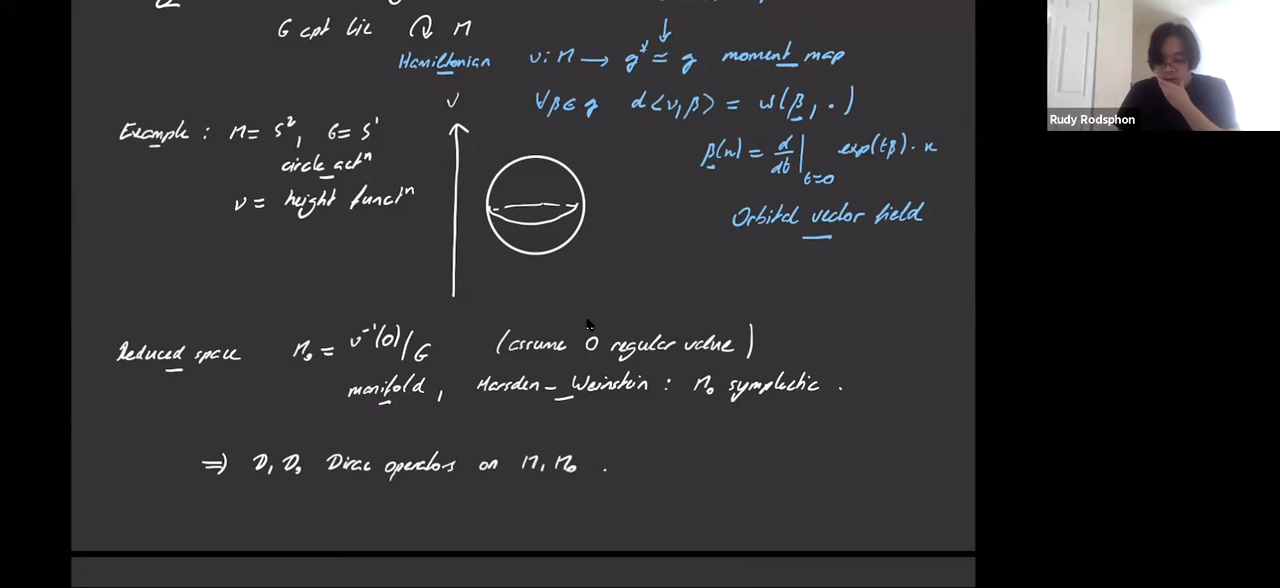 G cpt Lie ↻ M
Hamiltonian ν: M → g* ≃ g moment map
∀β∈g d<ν,β> = ω(β, .)
ν
Example : M = S², G = S¹
circle actⁿ
ν = height functⁿ
β(x) = d/dt|t=0 exp(tβ)·x
Orbital vector field
Reduced space M₀ = ν⁻¹(0)/G (assume 0 regular value)
manifold, Marsden-Weinstein : M₀ symplectic .
⇒ D, D₀ Dirac operators on M, M₀ .
Rudy Rodsphon